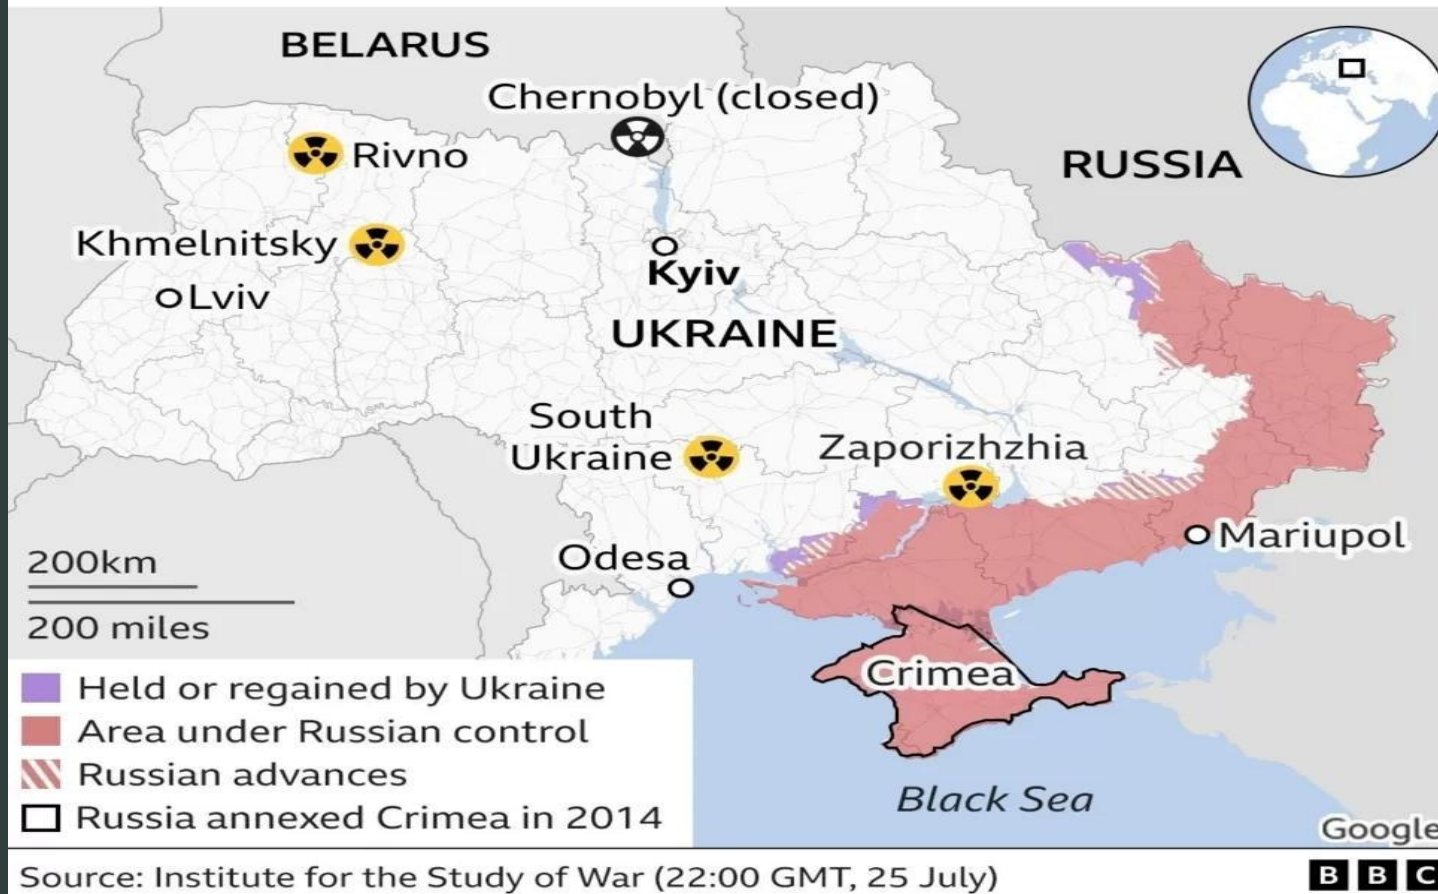 BELARUS
Chernobyl (closed)
RUSSIA
Rivno
Khmelnitsky
Kyiv
Lviv
UKRAINE
South
Ukraine
Zaporizhzhia
Mariupol
Odesa
200km
200 miles
Crimea
Held or regained by Ukraine
Area under Russian control
Russian advances
Russia annexed Crimea in 2014
Black Sea
Google
Source: Institute for the Study of War (22:00 GMT, 25 July)
BBC